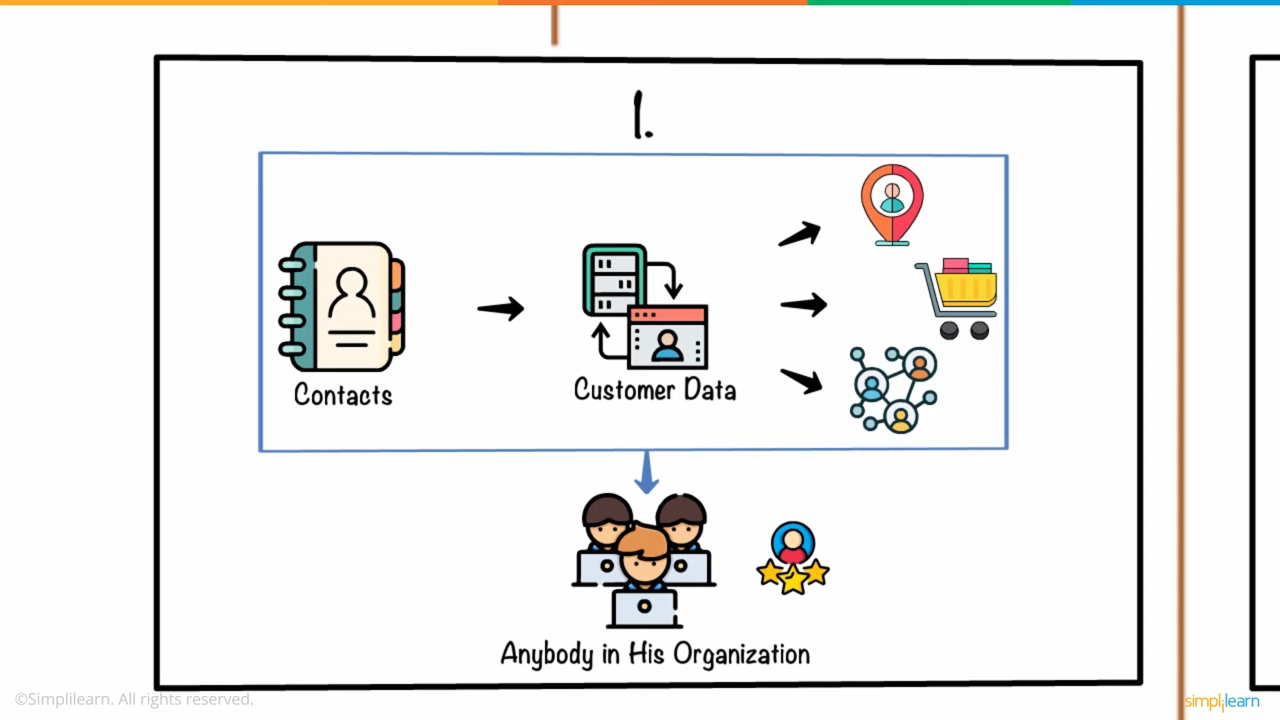 1.
Contacts
Customer Data
Anybody in His Organization
©Simplilearn. All rights reserved.
simplilearn